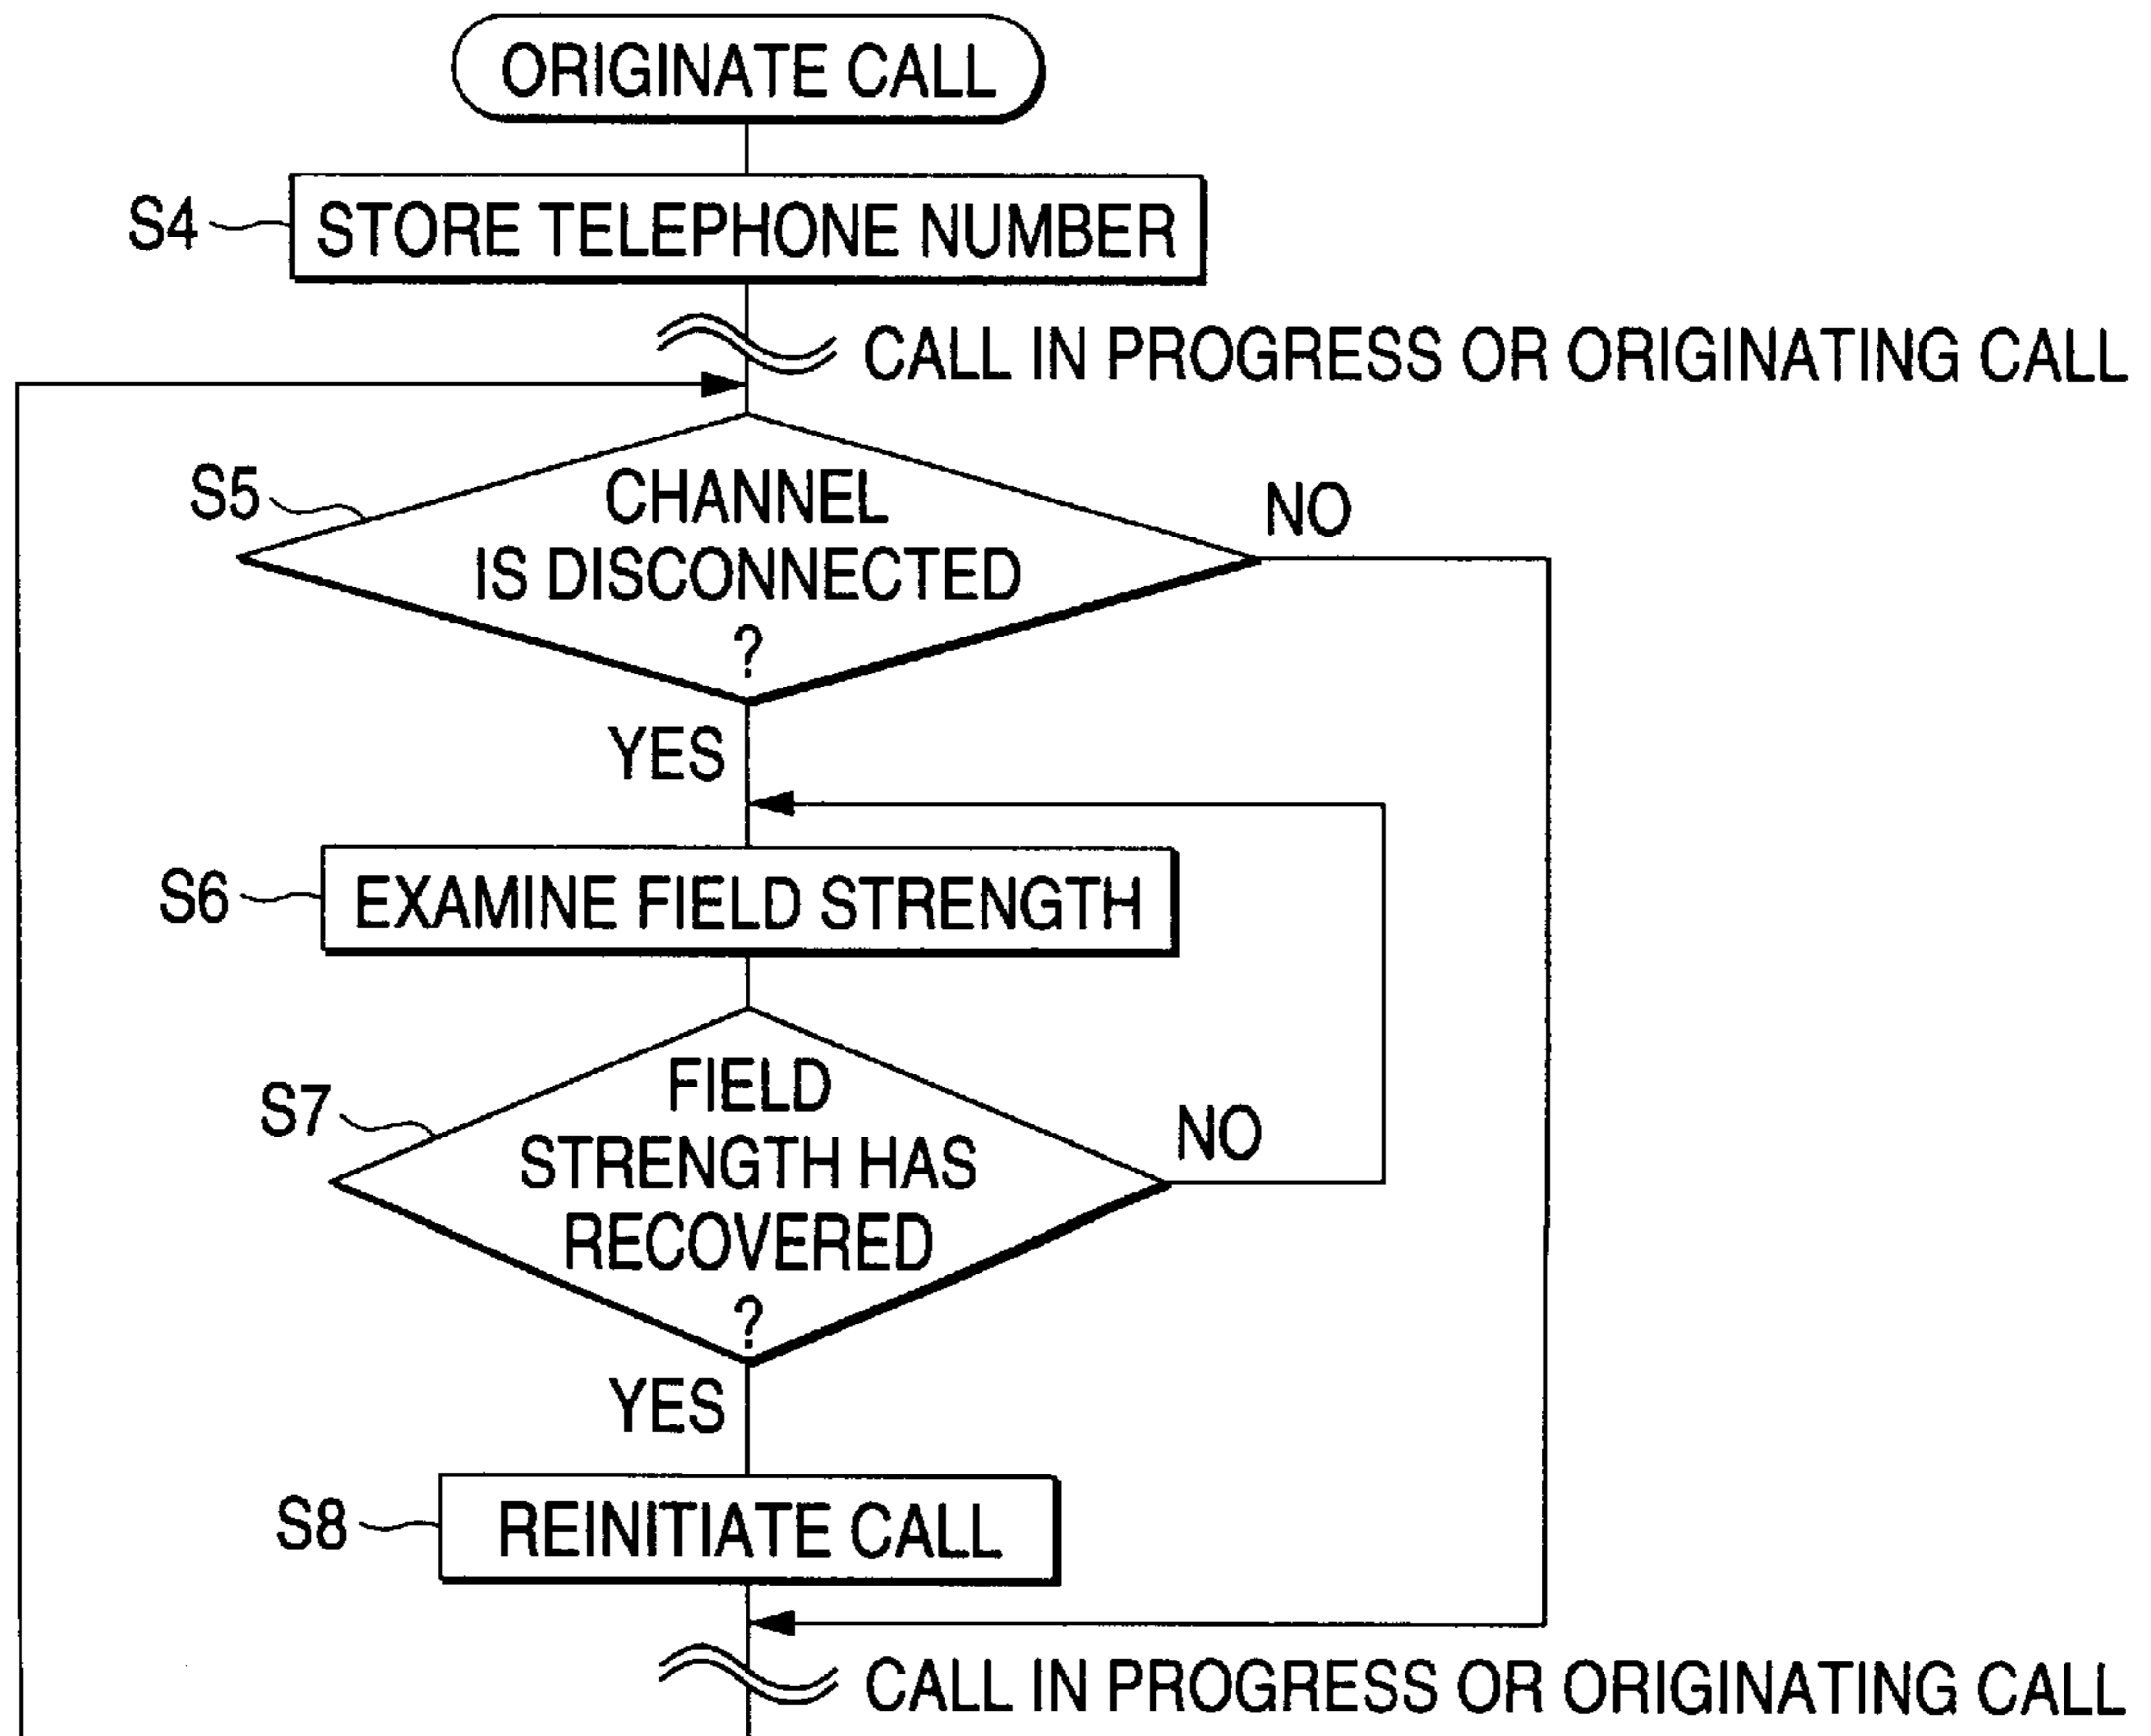 ORIGINATE CALL
S4
STORE TELEPHONE NUMBER
CALL IN PROGRESS OR ORIGINATING CALL
S5
CHANNEL
IS DISCONNECTED
?
NO
YES
S6
EXAMINE FIELD STRENGTH
S7
FIELD
STRENGTH HAS
RECOVERED
?
NO
YES
S8
REINITIATE CALL
CALL IN PROGRESS OR ORIGINATING CALL